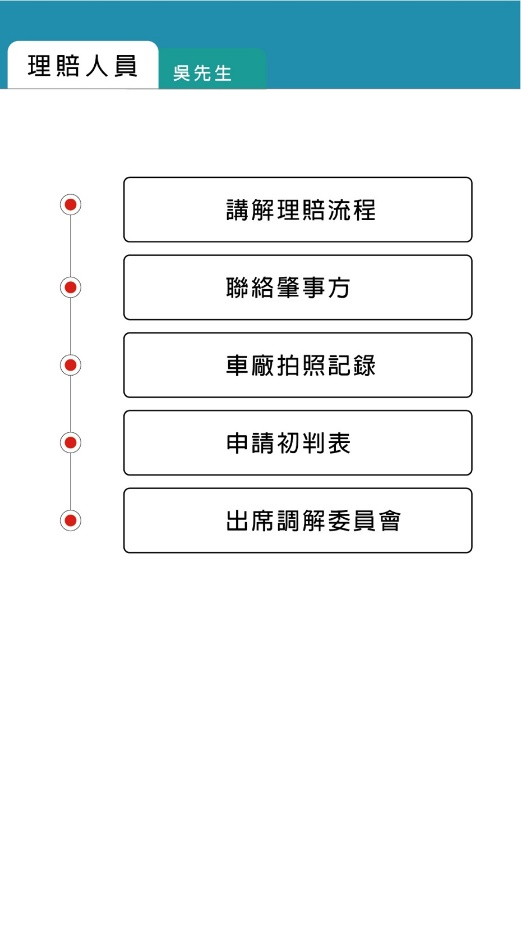 理賠人員
吳先生
講解理賠流程
聯絡肇事方
車廠拍照記錄
申請初判表
出席調解委員會